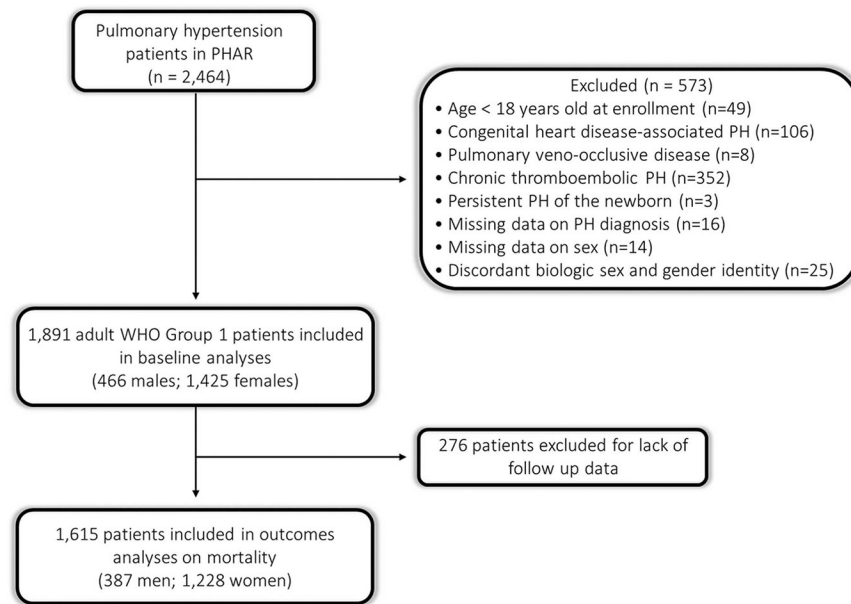 Pulmonary hypertension
patients in PHAR
(n = 2,464)
Excluded (n = 573)
• Age < 18 years old at enrollment (n=49)
• Congenital heart disease-associated PH (n=106)
• Pulmonary veno-occlusive disease (n=8)
• Chronic thromboembolic PH (n=352)
• Persistent PH of the newborn (n=3)
• Missing data on PH diagnosis (n=16)
• Missing data on sex (n=14)
• Discordant biologic sex and gender identity (n=25)
1,891 adult WHO Group 1 patients included
in baseline analyses
(466 males; 1,425 females)
276 patients excluded for lack of
follow up data
1,615 patients included in outcomes
analyses on mortality
(387 men; 1,228 women)